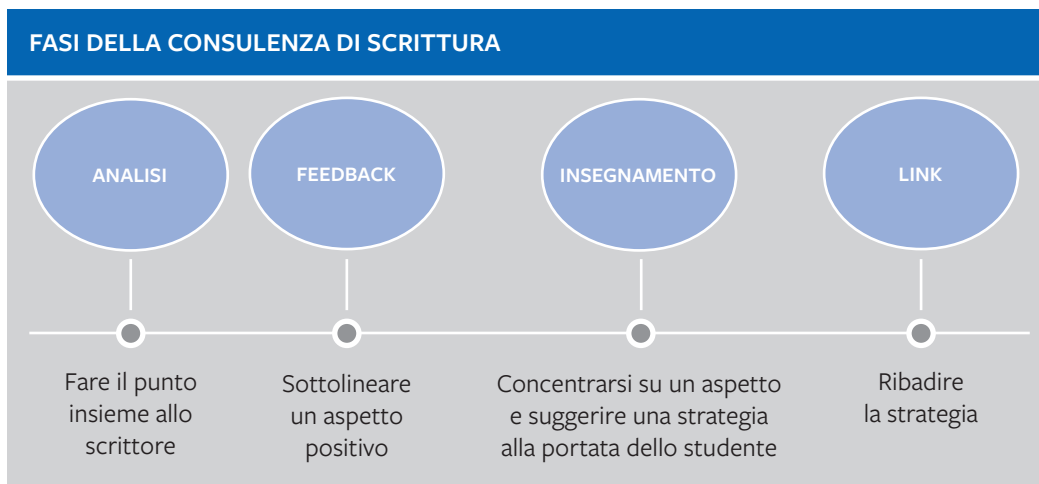 FASI DELLA CONSULENZA DI SCRITTURA
ANALISI
FEEDBACK
INSEGNAMENTO
LINK
Fare il punto
insieme allo
scrittore
Sottolineare
un aspetto
positivo
Concentrarsi su un aspetto
e suggerire una strategia
alla portata dello studente
Ribadire
la strategia